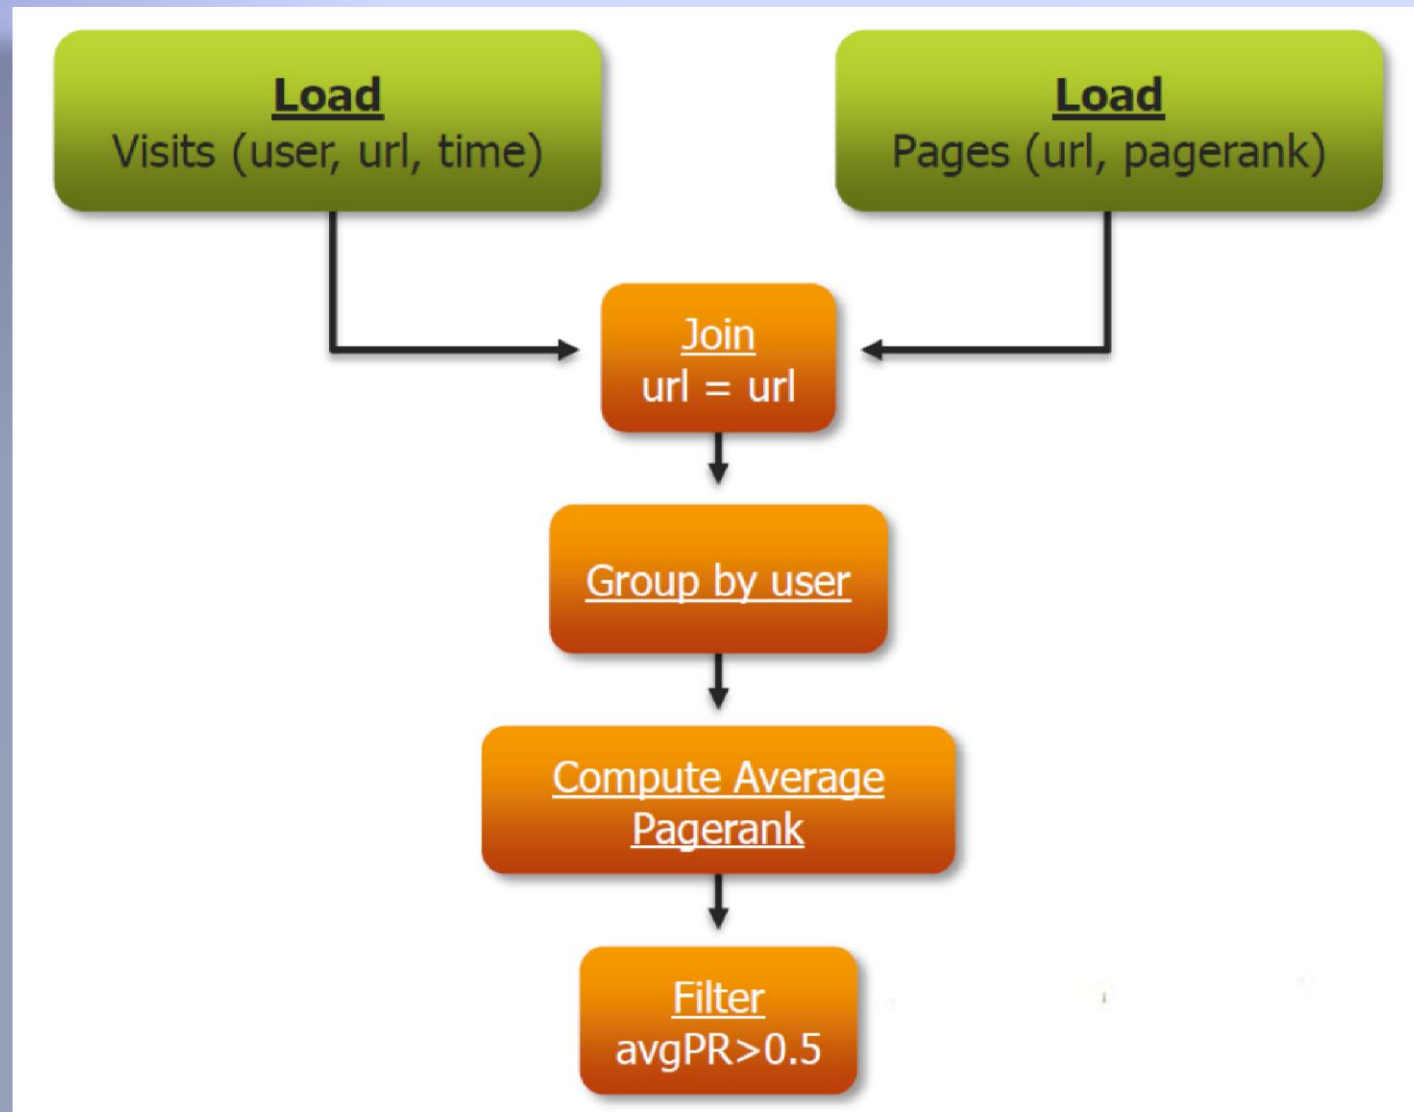 Load
Visits (user, url, time)
Load
Pages (url, pagerank)
Join
url = url
Group by user
Compute Average
Pagerank
Filter
avgPR>0.5